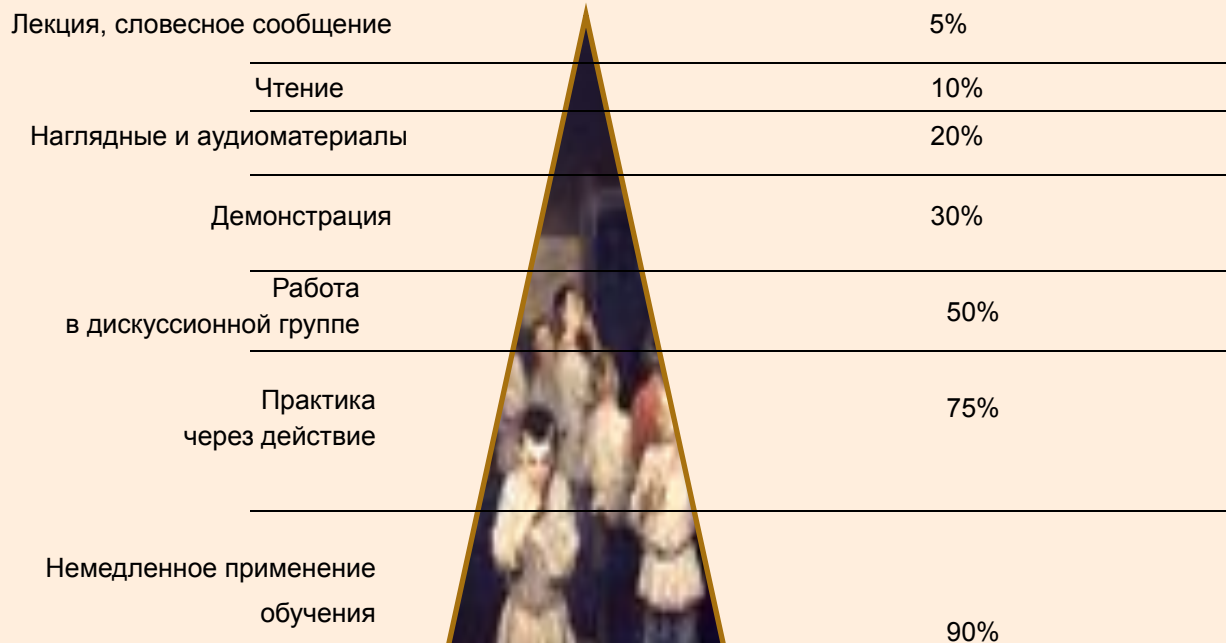 Лекция, словесное сообщение 5%
Чтение 10%
Наглядные и аудиоматериалы 20%
Демонстрация 30%
Работа
в дискуссионной группе 50%
Практика
через действие 75%
Немедленное применение
обучения 90%